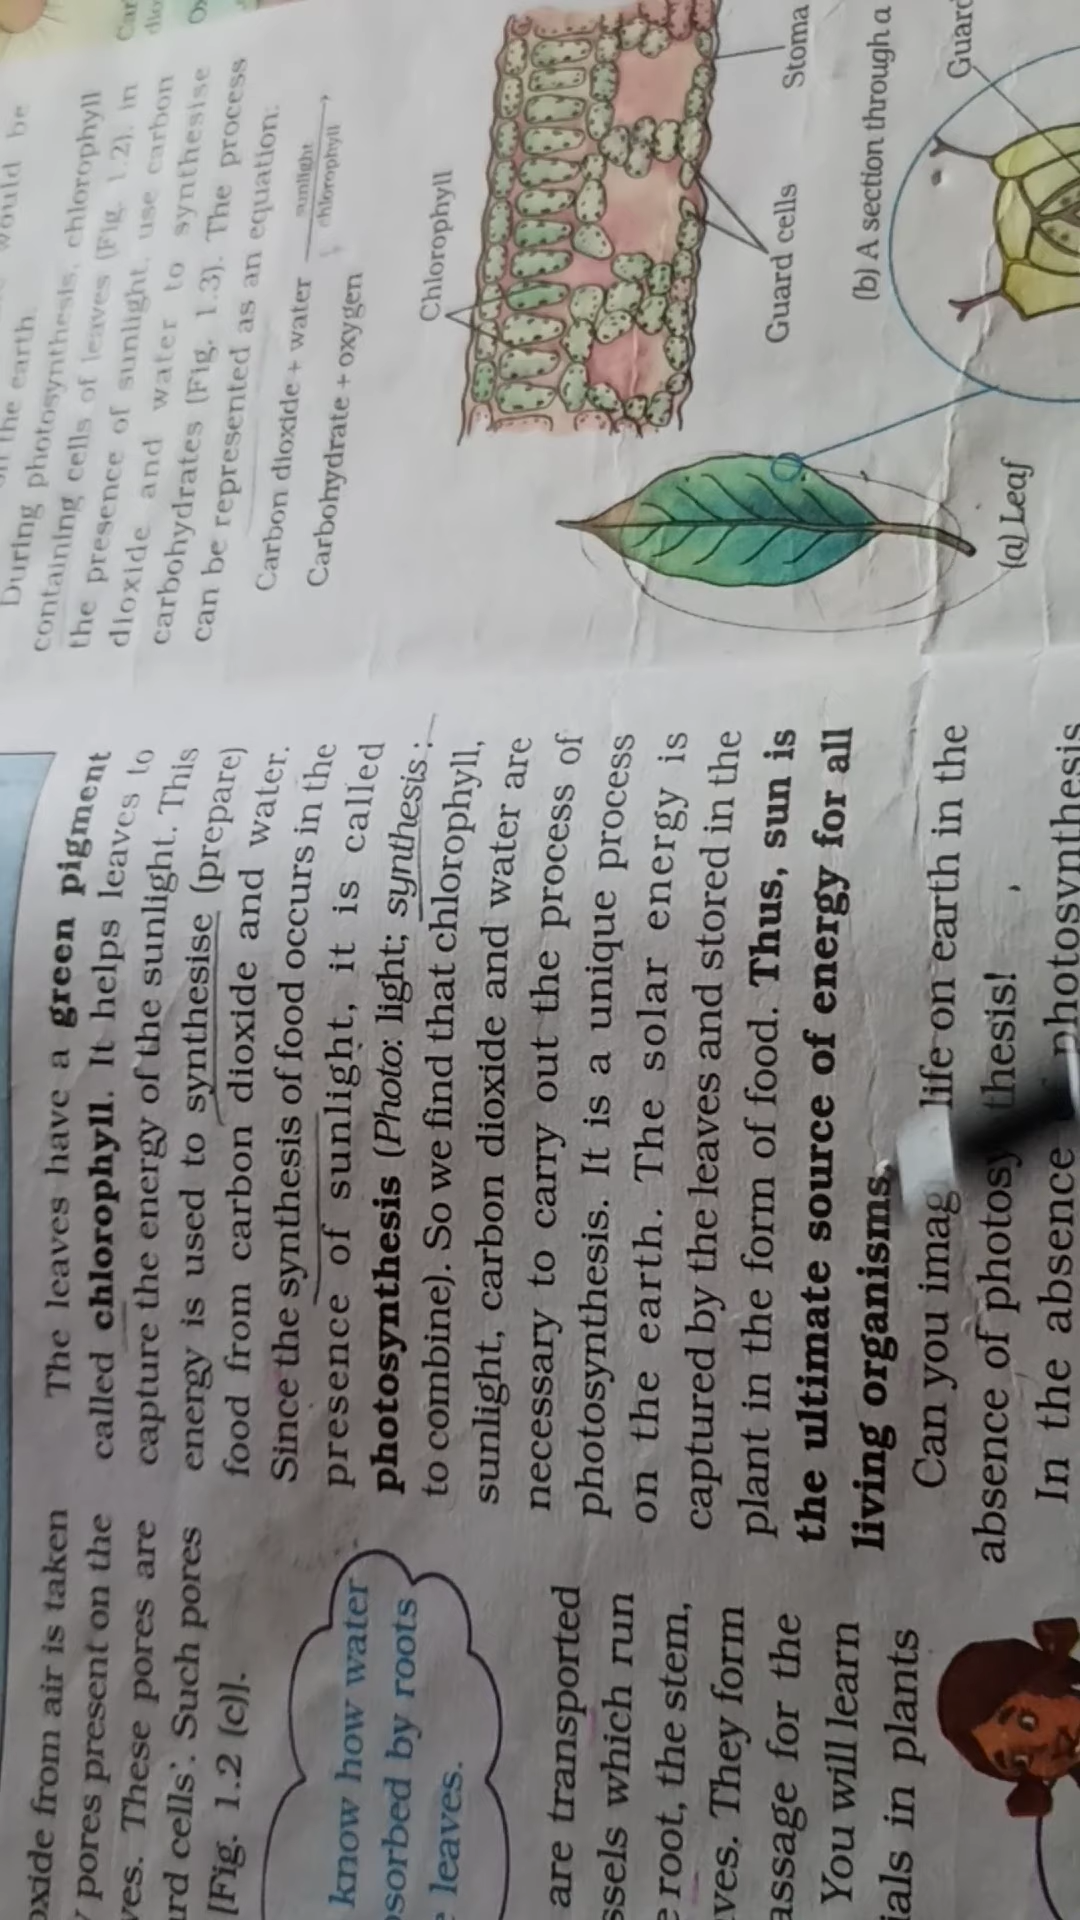 oxide from air is taken
pores present on the
ves. These pores are
rd cells'. Such pores
[Fig. 1.2 (c)].
know how water
sorbed by roots
leaves.
are transported
ssels which run
root, the stem,
ves. They form
assage for the
You will learn
ials in plants
The leaves have a green pigment
called chlorophyll. It helps leaves to
capture the energy of the sunlight. This
energy is used to synthesise (prepare)
food from carbon dioxide and water.
Since the synthesis of food occurs in the
presence of sunlight, it is called
photosynthesis (Photo: light; synthesis :
to combine). So we find that chlorophyll,
sunlight, carbon dioxide and water are
necessary to carry out the process of
photosynthesis. It is a unique process
on the earth. The solar energy is
captured by the leaves and stored in the
plant in the form of food. Thus, sun is
the ultimate source of energy for all
living organisms.
Can you imag life on earth in the
absence of photosy thesis!
In the absence photosynthesis
would be
the earth
During photosynthesis, chlorophyll
containing cells of leaves (Fig. 1.2), in
the presence of sunlight, use carbon
dioxide and water to synthesise
carbohydrates (Fig. 1.3). The process
can be represented as an equation:
Carbon dioxide + water sunlight chlorophyll
Carbohydrate + oxygen
Chlorophyll
Guard cells
Stoma
(b) A section through a
Guard
(a) Leaf